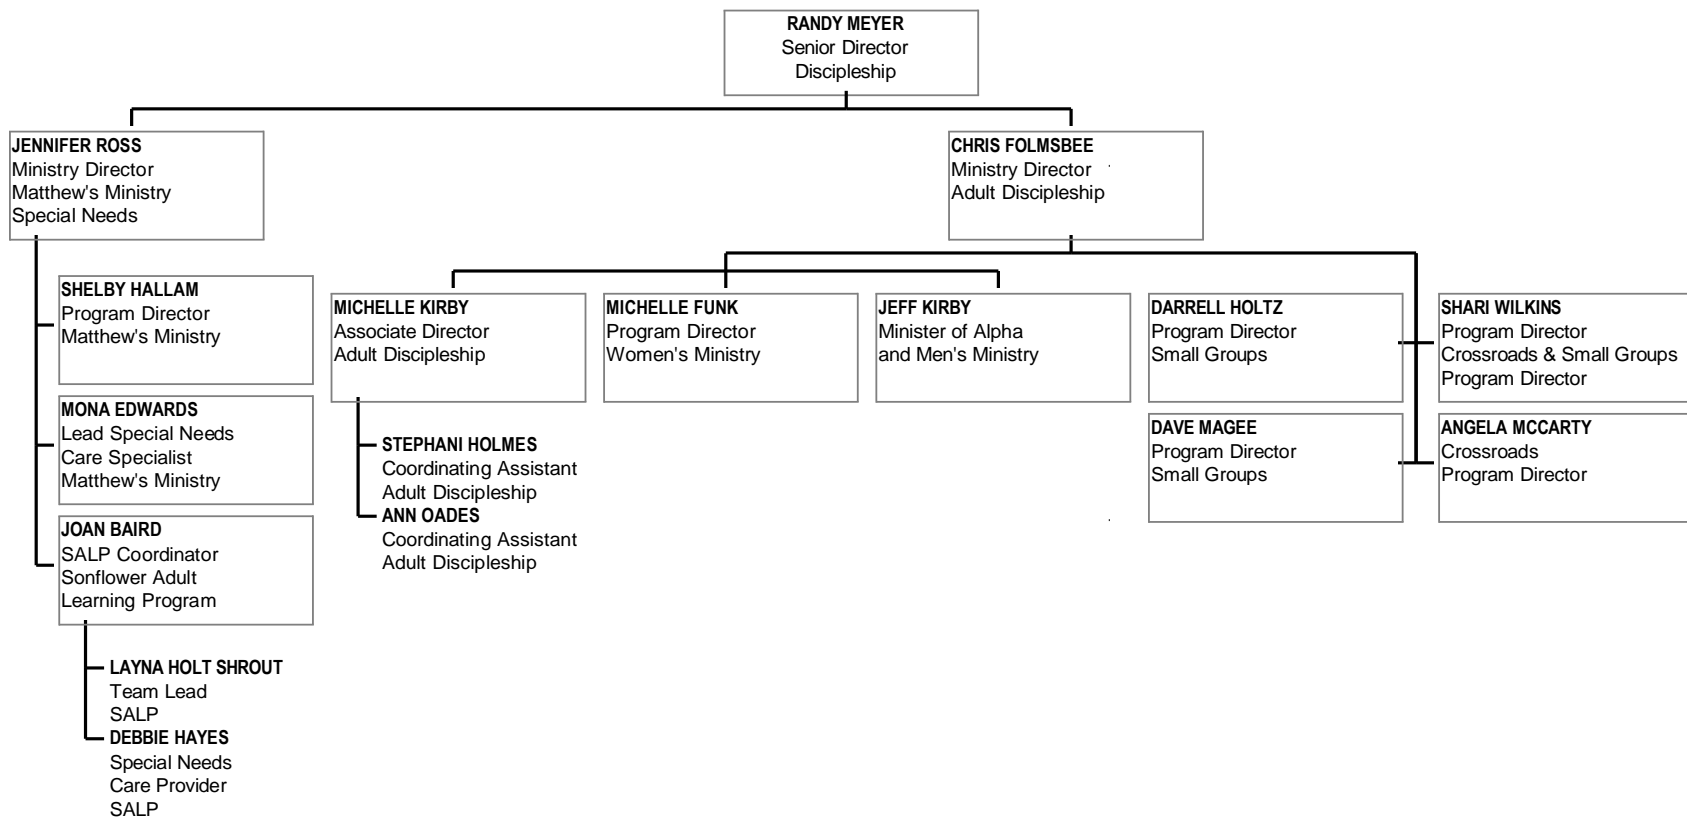 RANDY MEYER
Senior Director
Discipleship
JENNIFER ROSS
Ministry Director
Matthew's Ministry
Special Needs
CHRIS FOLMSBEE
Ministry Director
Adult Discipleship
SHELBY HALLAM
Program Director
Matthew's Ministry
MONA EDWARDS
Lead Special Needs
Care Specialist
Matthew's Ministry
JOAN BAIRD
SALP Coordinator
Sonflower Adult
Learning Program
LAYNA HOLT SHROUT
Team Lead
SALP
DEBBIE HAYES
Special Needs
Care Provider
SALP
MICHELLE KIRBY
Associate Director
Adult Discipleship
STEPHANI HOLMES
Coordinating Assistant
Adult Discipleship
ANN OADES
Coordinating Assistant
Adult Discipleship
MICHELLE FUNK
Program Director
Women's Ministry
JEFF KIRBY
Minister of Alpha
and Men's Ministry
DARRELL HOLTZ
Program Director
Small Groups
SHARI WILKINS
Program Director
Crossroads & Small Groups
Program Director
DAVE MAGEE
Program Director
Small Groups
ANGELA MCCARTY
Crossroads
Program Director